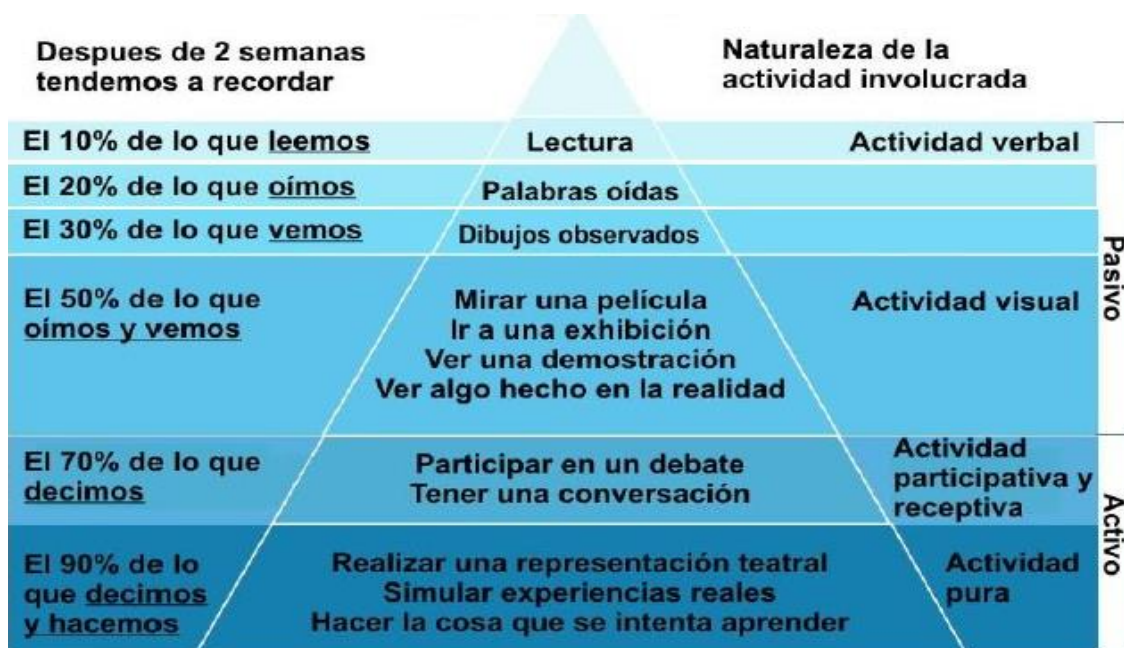 Despues de 2 semanas
tendemos a recordar
Naturaleza de la
actividad involucrada
El 10% de lo que leemos
Lectura
Actividad verbal
El 20% de lo que oímos
Palabras oídas
El 30% de lo que vemos
Dibujos observados
El 50% de lo que
oímos y vemos
Mirar una película
Ir a una exhibición
Ver una demostración
Ver algo hecho en la realidad
Actividad visual
Pasivo
El 70% de lo que
decimos
Participar en un debate
Tener una conversación
Actividad
participativa y
receptiva
El 90% de lo
que decimos
y hacemos
Realizar una representación teatral
Simular experiencias reales
Hacer la cosa que se intenta aprender
Actividad
pura
Activo